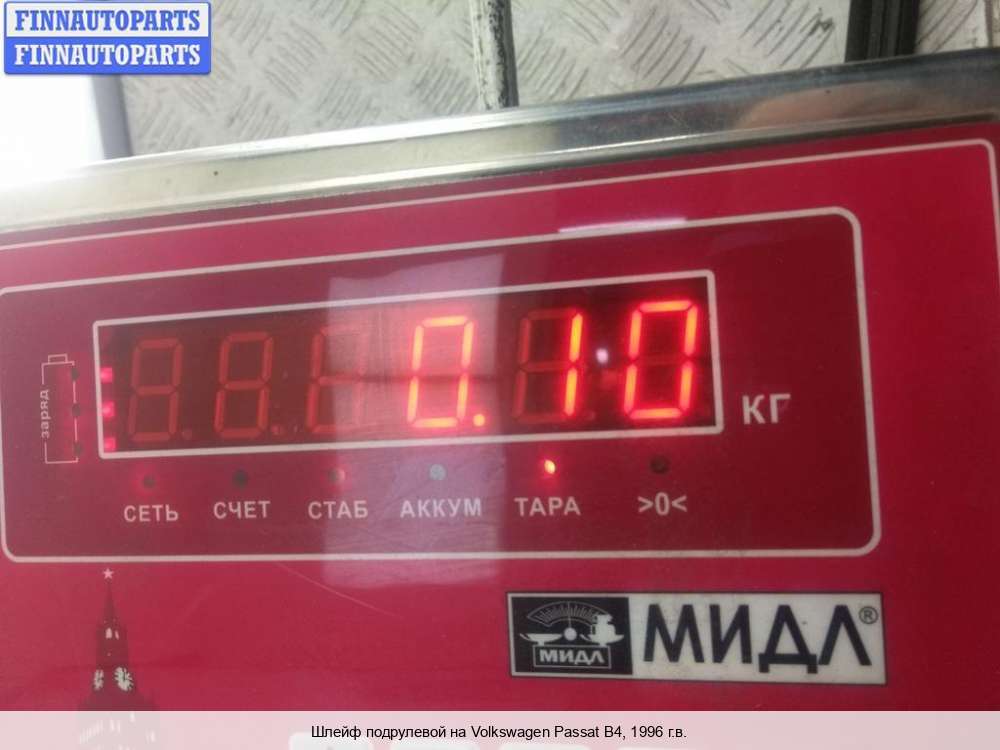 FINNAUTOPARTS
FINNAUTOPARTS
0.10
КГ
заряд
СЕТЬ СЧЕТ СТАБ АККУМ ТАРА >0<
МИДЛ МИДЛ®
Шлейф подрулевой на Volkswagen Passat B4, 1996 г.в.